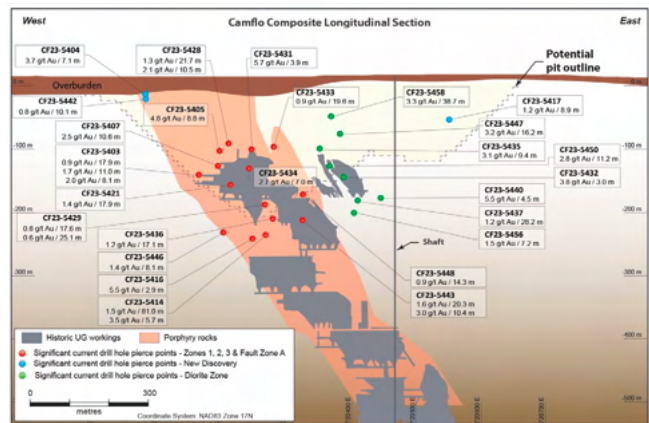 West
Camflo Composite Longitudinal Section
East
CF23-5404
3.7 g/t Au / 7.1 m
CF23-5428
1.3 g/t Au / 21.7 m
2.1 g/t Au / 10.5 m
CF23-5431
5.7 g/t Au / 3.9 m
Potential
pit outline
0 m
Overburden
CF23-5442
0.8 g/t Au / 10.1 m
CF23-5405
4.8 g/t Au / 8.8 m
CF23-5433
0.9 g/t Au / 19.6 m
CF23-5458
3.3 g/t Au / 38.7 m
CF23-5417
1.2 g/t Au / 8.9 m
CF23-5407
2.5 g/t Au / 10.6 m
CF23-5447
3.2 g/t Au / 16.2 m
-100 m
-100 m
CF23-5403
0.9 g/t Au / 17.9 m
1.7 g/t Au / 11.0 m
2.0 g/t Au / 8.1 m
CF23-5435
3.1 g/t Au / 9.4 m
CF23-5450
2.8 g/t Au / 11.2 m
CF23-5434
2.7 g/t Au / 7.0 m
CF23-5432
3.8 g/t Au / 3.0 m
CF23-5421
1.4 g/t Au / 17.9 m
CF23-5440
5.5 g/t Au / 4.5 m
-200 m
-200 m
CF23-5429
0.8 g/t Au / 17.6 m
0.6 g/t Au / 25.1 m
CF23-5437
1.2 g/t Au / 28.2 m
CF23-5436
1.2 g/t Au / 17.1 m
CF23-5456
1.5 g/t Au / 7.2 m
Shaft
CF23-5446
1.4 g/t Au / 8.1 m
-300 m
-300 m
CF23-5416
5.5 g/t Au / 2.9 m
CF23-5448
0.9 g/t Au / 14.3 m
CF23-5414
1.5 g/t Au / 81.0 m
3.5 g/t Au / 5.7 m
CF23-5443
1.6 g/t Au / 20.3 m
3.0 g/t Au / 10.4 m
Historic UG workings
Porphyry rocks
-400 m
Significant current drill hole pierce points - Zones 1, 2, 3 & Fault Zone A
Significant current drill hole pierce points - New Discovery
Significant current drill hole pierce points - Diorite Zone
0
300
metres
-500 m
Coordinate System: NAD83 Zone 17N